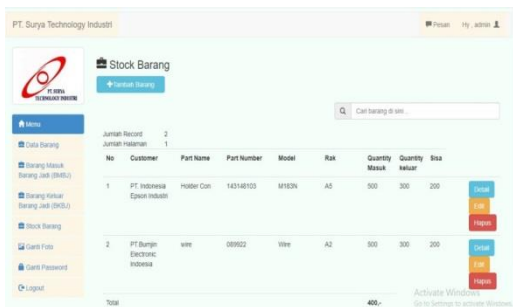 PT. Surya Technology Industri
Pesan Hy , admin
PT. SURYA
TECHNOLOGY INDUSTRI
Stock Barang
Tambah Barang
Cari barang di sini ..
Menu
Data Barang
Barang Masuk
Barang Jadi (BMBJ)
Barang Keluar
Barang Jadi (BKBJ)
Stock Barang
Ganti Foto
Ganti Password
Logout
Jumlah Record 2
Jumlah Halaman 1
No Customer Part Name Part Number Model Rak Quantity Masuk Quantity keluar Sisa
1 PT. Indonesia Epson Industri Holder Con 143148103 M183N A5 500 300 200
Detail
Edit
Hapus
2 PT.Bumjin Electronic Indoesia wire 089922 Wire A2 500 300 200
Detail
Edit
Hapus
Total 400,-
Activate Windows
Go to Settings to activate Windows.